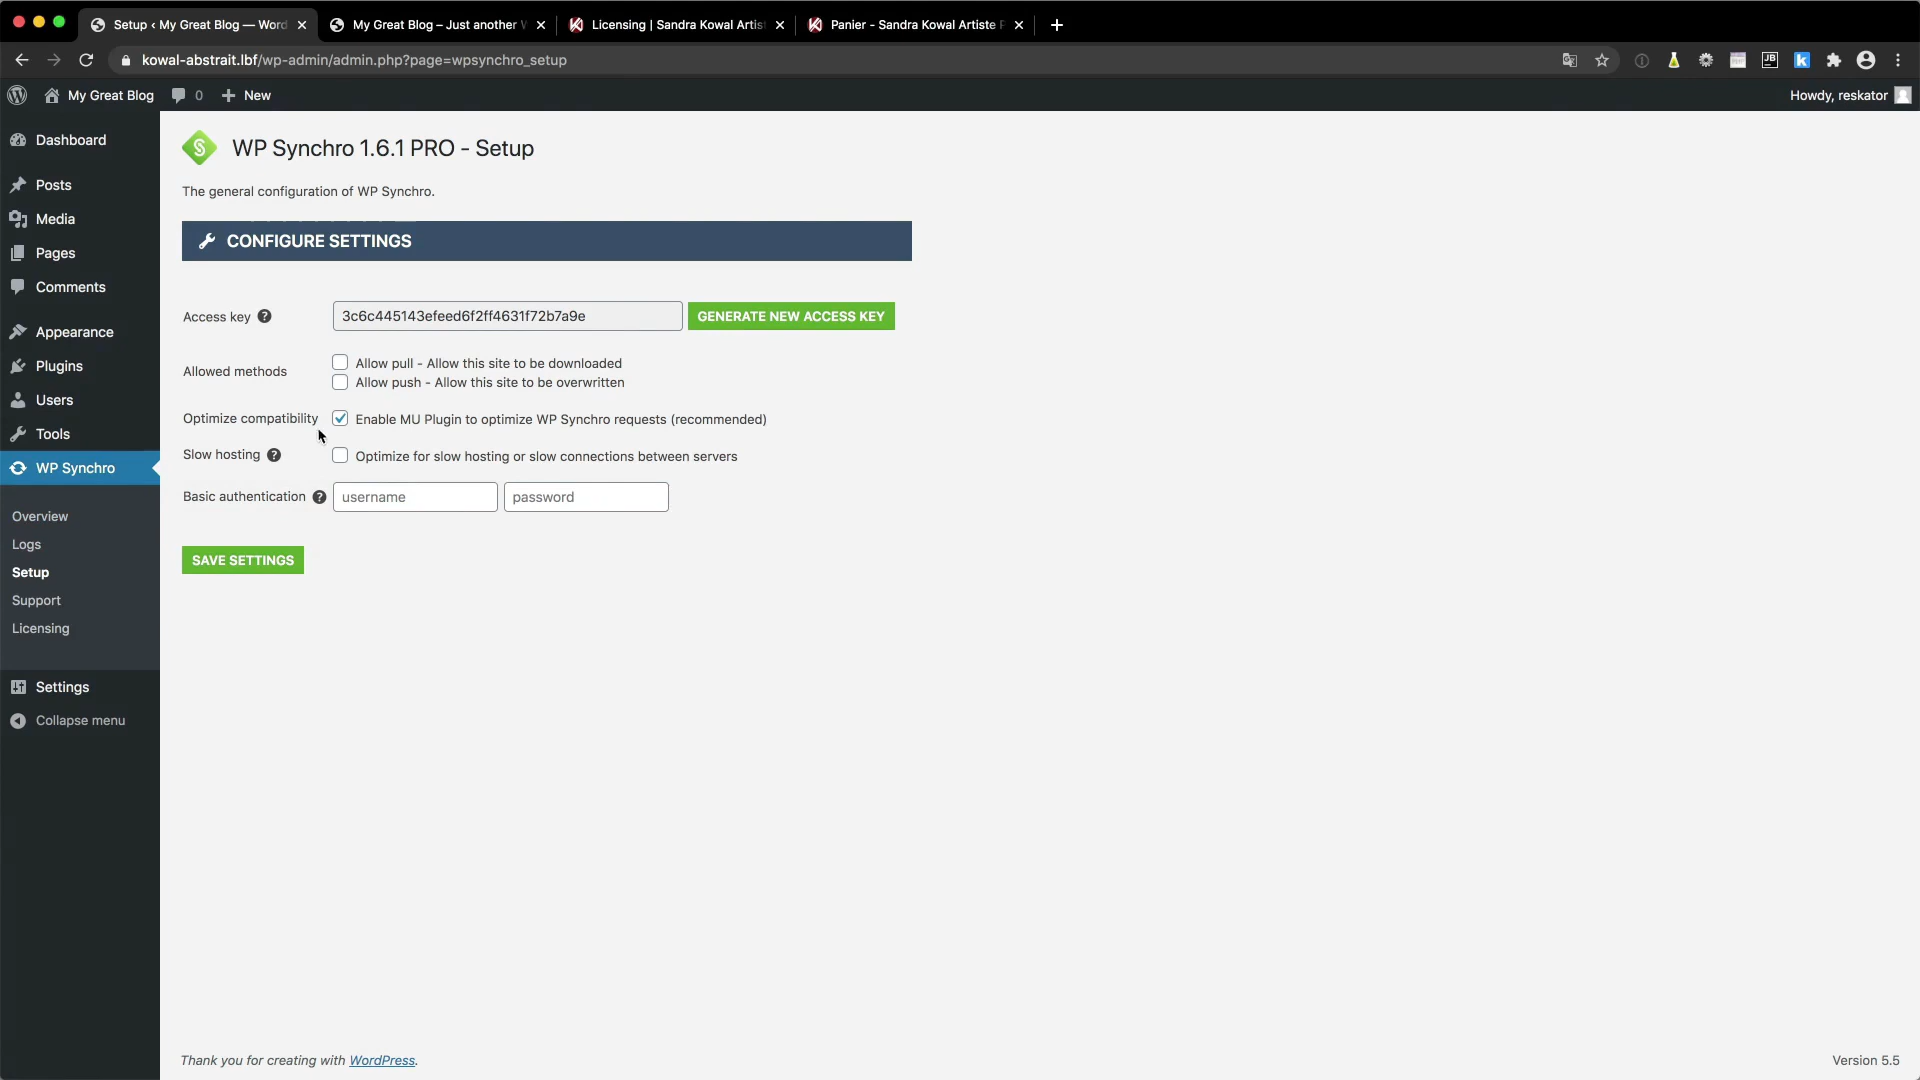 Setup ‹ My Great Blog — Word
My Great Blog – Just another W
Licensing | Sandra Kowal Artis
Panier - Sandra Kowal Artiste P
kowal-abstrait.lbf/wp-admin/admin.php?page=wpsynchro_setup
JB
k
My Great Blog
0
New
Howdy, reskator
Dashboard
Posts
Media
Pages
Comments
Appearance
Plugins
Users
Tools
WP Synchro
Overview
Logs
Setup
Support
Licensing
Settings
Collapse menu
WP Synchro 1.6.1 PRO - Setup
The general configuration of WP Synchro.
CONFIGURE SETTINGS
Access key
3c6c445143efeed6f2ff4631f72b7a9e
GENERATE NEW ACCESS KEY
Allowed methods
Allow pull - Allow this site to be downloaded
Allow push - Allow this site to be overwritten
Optimize compatibility
Enable MU Plugin to optimize WP Synchro requests (recommended)
Slow hosting
Optimize for slow hosting or slow connections between servers
Basic authentication
username
password
SAVE SETTINGS
Thank you for creating with WordPress.
Version 5.5